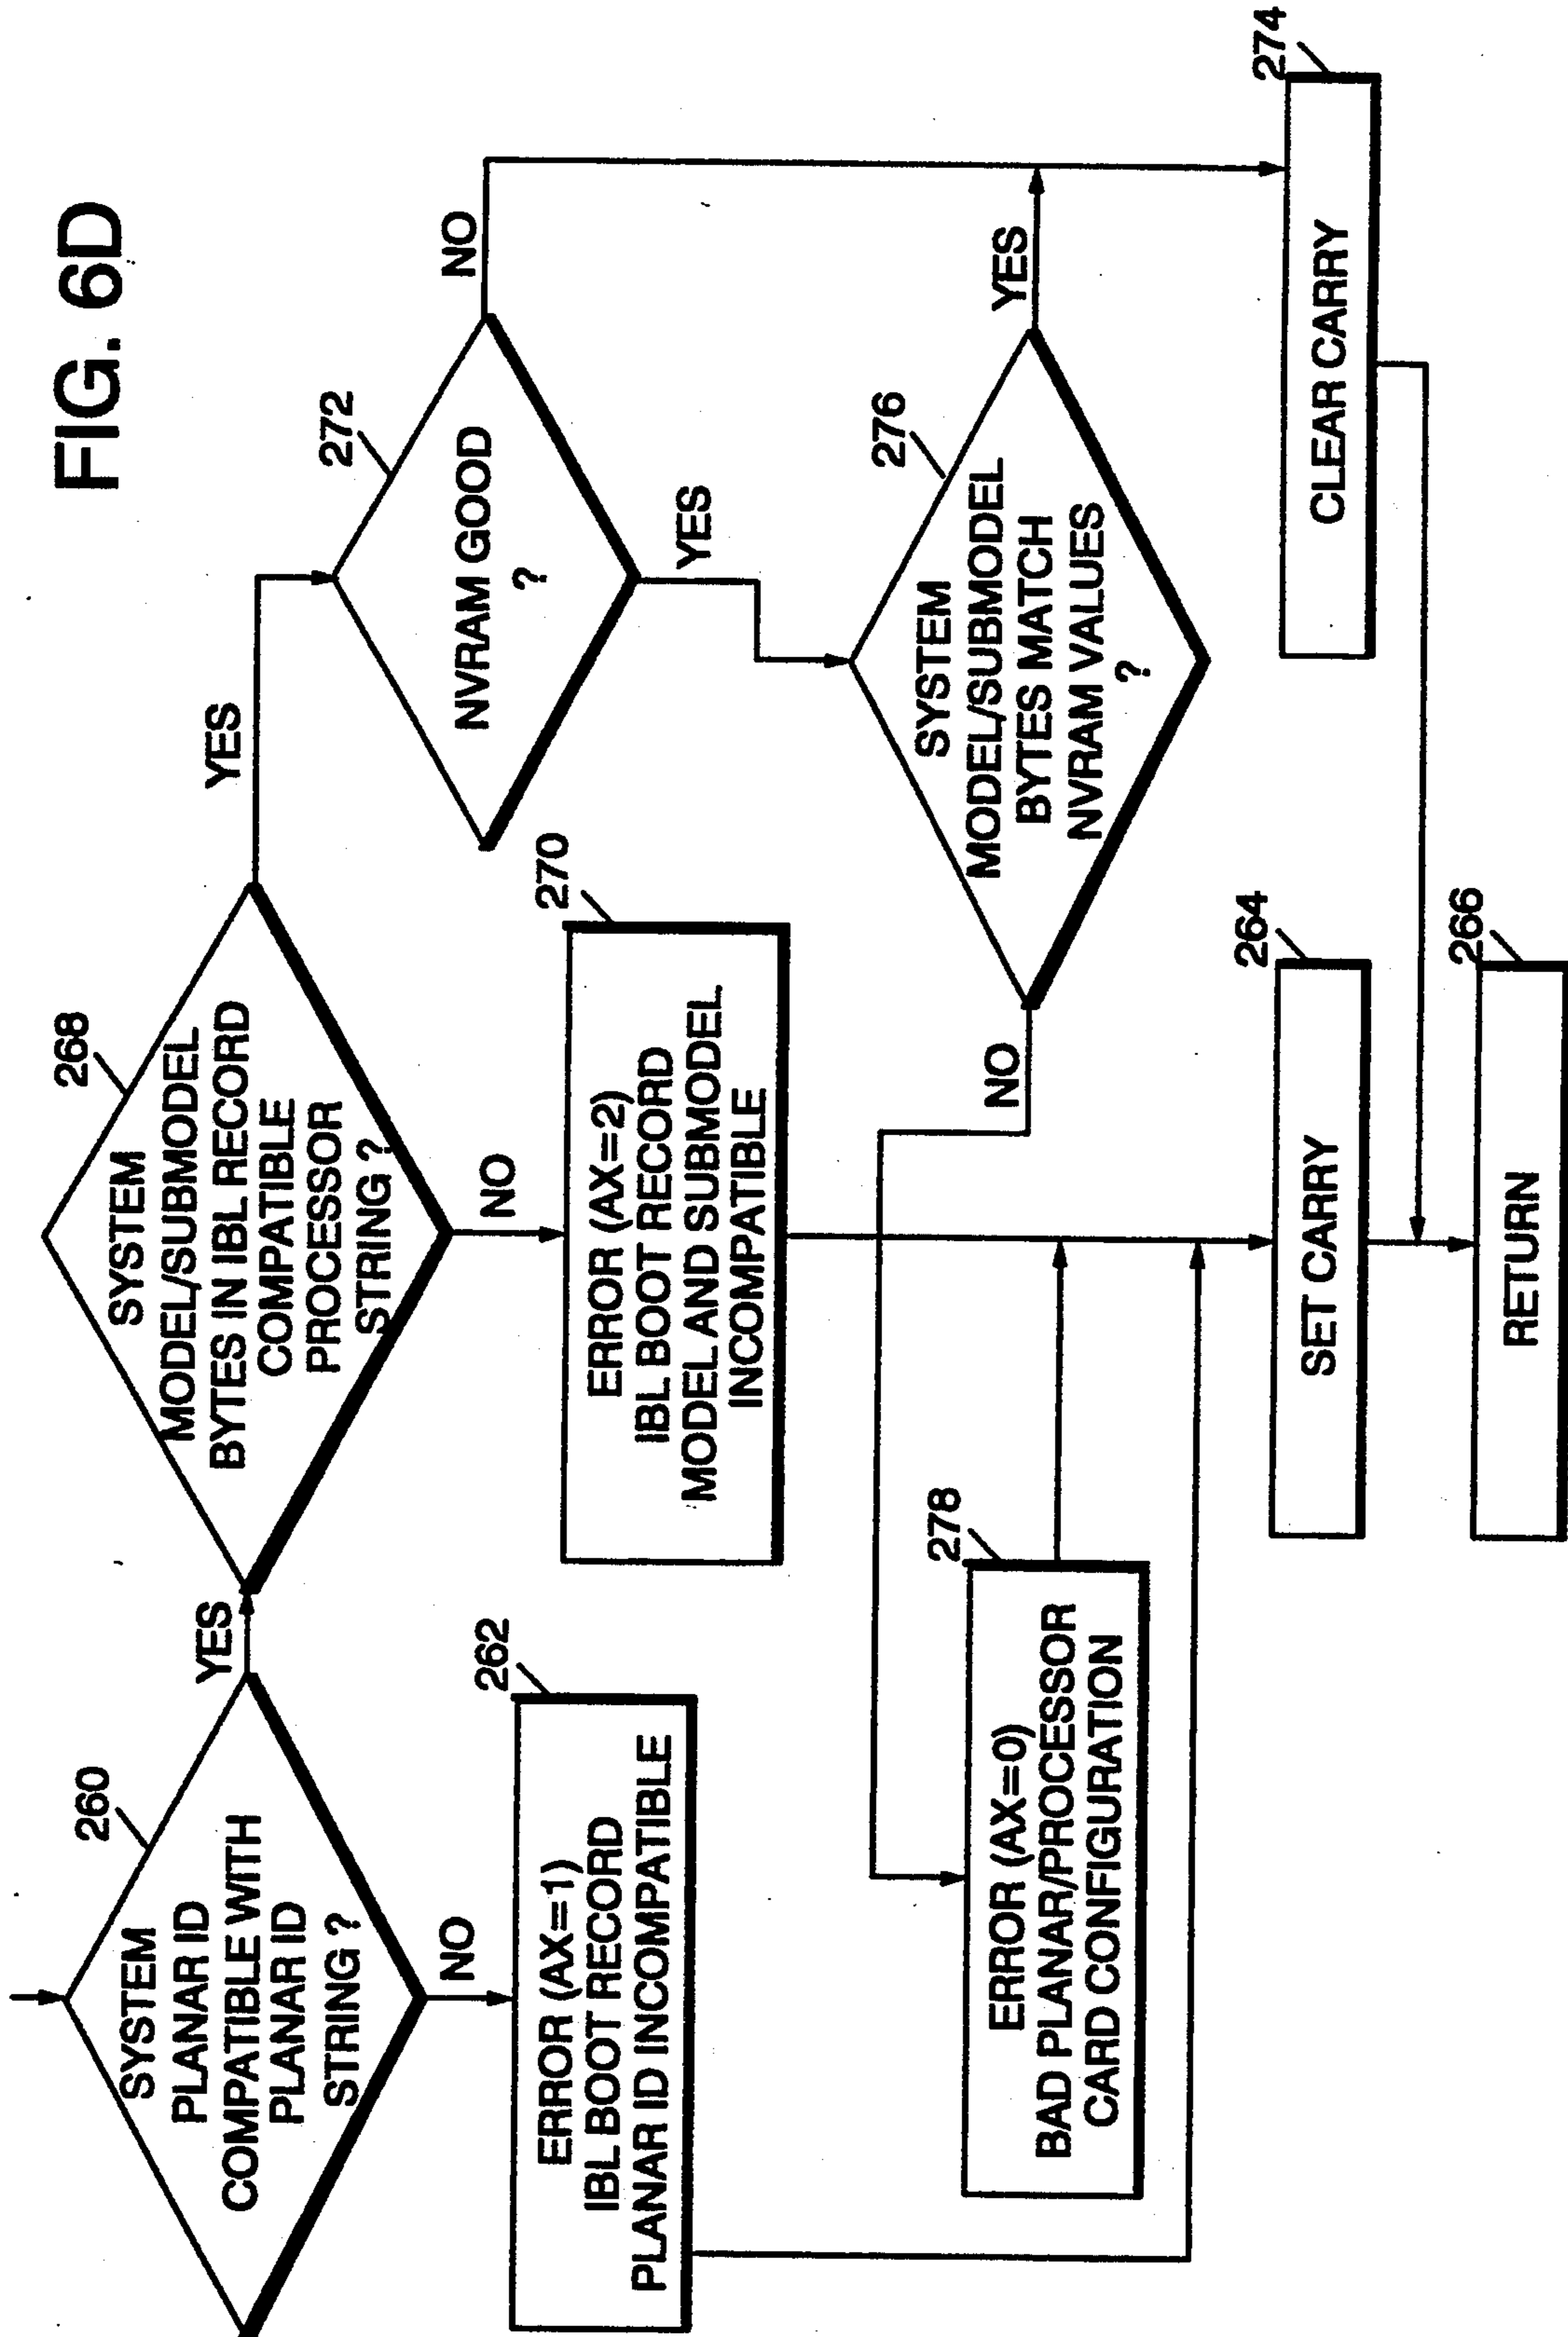 FIG. 6D
260
SYSTEM
PLANAR ID
COMPATIBLE WITH
PLANAR ID
STRING ?
YES
NO
262
ERROR (AX=1)
IBL BOOT RECORD
PLANAR ID INCOMPATIBLE
268
SYSTEM
MODEL/SUBMODEL
BYTES IN IBL RECORD
COMPATIBLE
PROCESSOR
STRING ?
YES
NO
270
ERROR (AX=2)
IBL BOOT RECORD
MODEL AND SUBMODEL
INCOMPATIBLE
272
NVRAM GOOD
?
NO
YES
276
SYSTEM
MODEL/SUBMODEL
BYTES MATCH
NVRAM VALUES
?
YES
NO
278
ERROR (AX=0)
BAD PLANAR/PROCESSOR
CARD CONFIGURATION
264
SET CARRY
274
CLEAR CARRY
266
RETURN